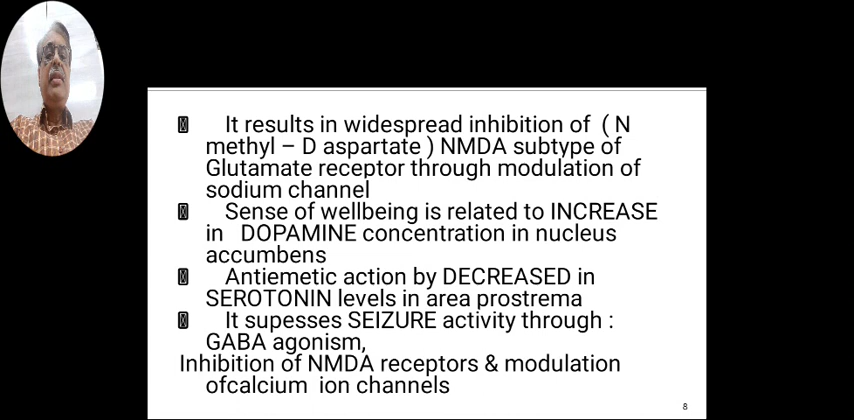 It results in widespread inhibition of ( N
methyl – D aspartate ) NMDA subtype of
Glutamate receptor through modulation of
sodium channel
Sense of wellbeing is related to INCREASE
in DOPAMINE concentration in nucleus
accumbens
Antiemetic action by DECREASED in
SEROTONIN levels in area prostrema
It supesses SEIZURE activity through :
GABA agonism,
Inhibition of NMDA receptors & modulation
ofcalcium ion channels
8